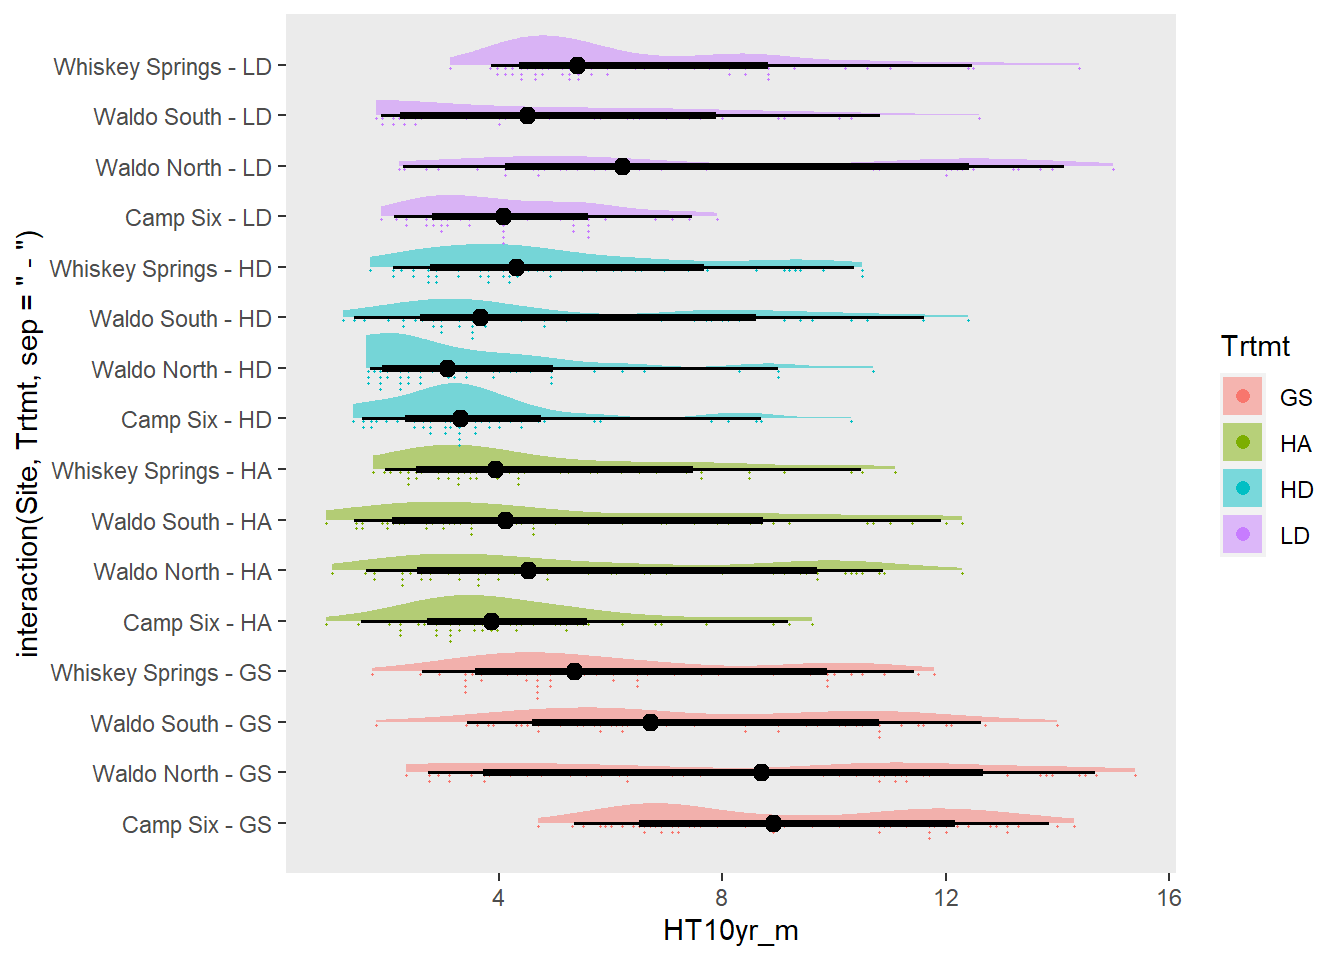 Whiskey Springs - LD
Waldo South - LD
Waldo North - LD
Camp Six - LD
Whiskey Springs - HD
Waldo South - HD
Waldo North - HD
Camp Six - HD
Whiskey Springs - HA
Waldo South - HA
Waldo North - HA
Camp Six - HA
Whiskey Springs - GS
Waldo South - GS
Waldo North - GS
Camp Six - GS
interaction(Site, Trtmt, sep = " - ")
4 8 12 16
HT10yr_m
Trtmt
GS
HA
HD
LD